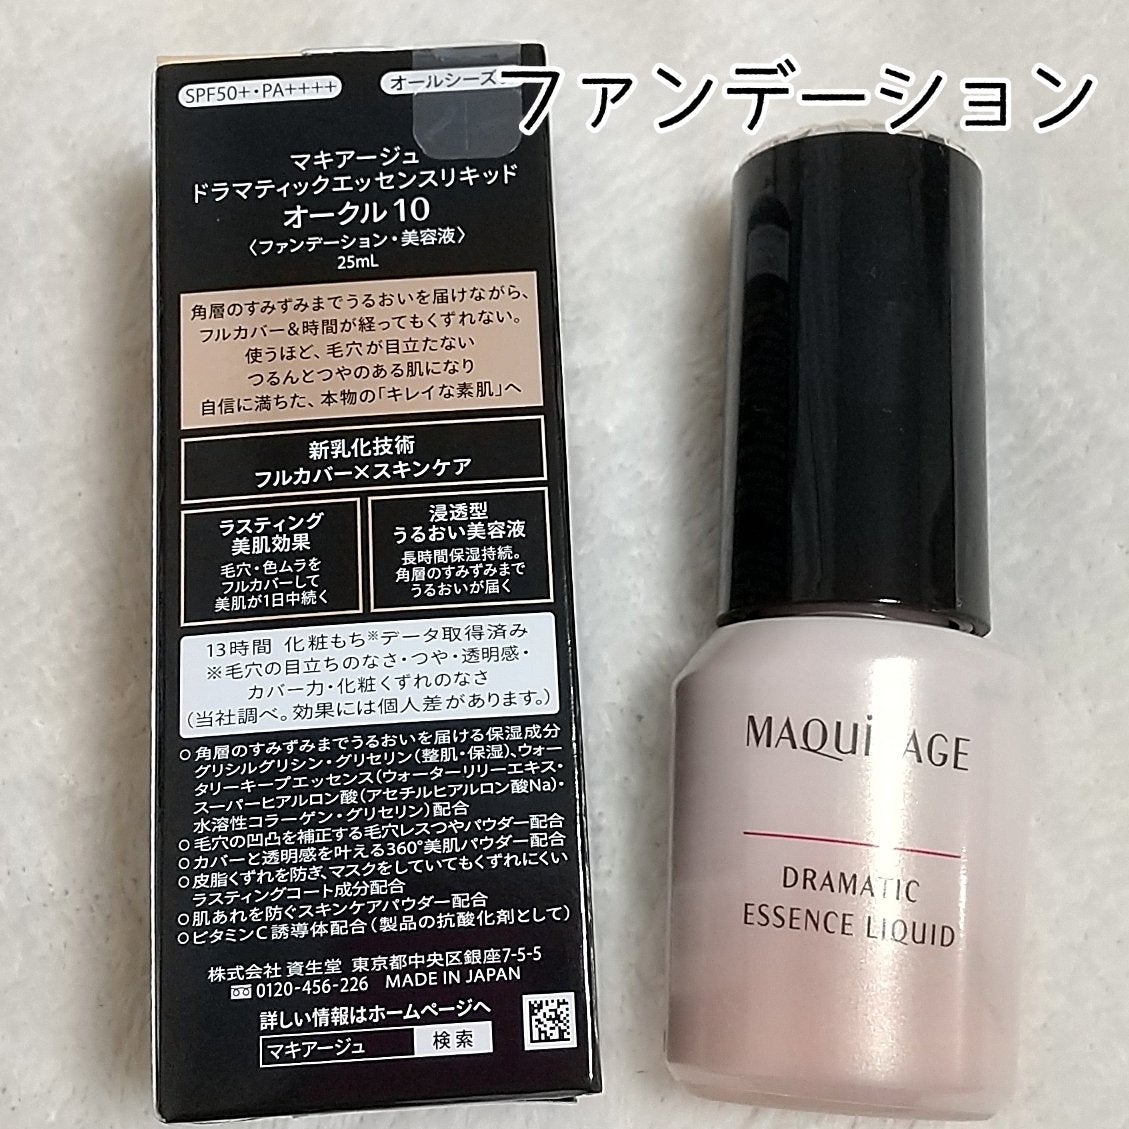 ファンデーション
SPF50+・PA++++
オールシーズン
マキアージュ
ドラマティックエッセンスリキッド
オークル10
〈ファンデーション・美容液〉
25mL
角層のすみずみまでうるおいを届けながら、
フルカバー&時間が経ってもくずれない。
使うほど、毛穴が目立たない
つるんとつやのある肌になり
自信に満ちた、本物の「キレイな素肌」へ
新乳化技術
フルカバー×スキンケア
ラスティング
美肌効果
毛穴・色ムラを
フルカバーして
美肌が1日中続く
浸透型
うるおい美容液
長時間保湿持続。
角層のすみずみまで
うるおいが届く
13時間 化粧もち※データ取得済み
※毛穴の目立ちのなさ・つや・透明感・
カバー力・化粧くずれのなさ
(当社調べ。効果には個人差があります。)
○角層のすみずみまでうるおいを届ける保湿成分
グリシルグリシン・グリセリン(整肌・保湿)、ウォー
タリーキープエッセンス(ウォーターリリーエキス・
スーパーヒアルロン酸(アセチルヒアルロン酸Na)・
水溶性コラーゲン・グリセリン)配合
○毛穴の凹凸を補正する毛穴レスつやパウダー配合
○カバーと透明感を叶える360°美肌パウダー配合
○皮脂くずれを防ぎ、マスクをしていてもくずれにくい
ラスティングコート成分配合
○肌あれを防ぐスキンケアパウダー配合
○ビタミンC誘導体配合(製品の抗酸化剤として)
株式会社 資生堂 東京都中央区銀座7-5-5
0120-456-226 MADE IN JAPAN
詳しい情報はホームページへ
マキアージュ 検索
MAQUiLLAGE
DRAMATIC
ESSENCE LIQUID